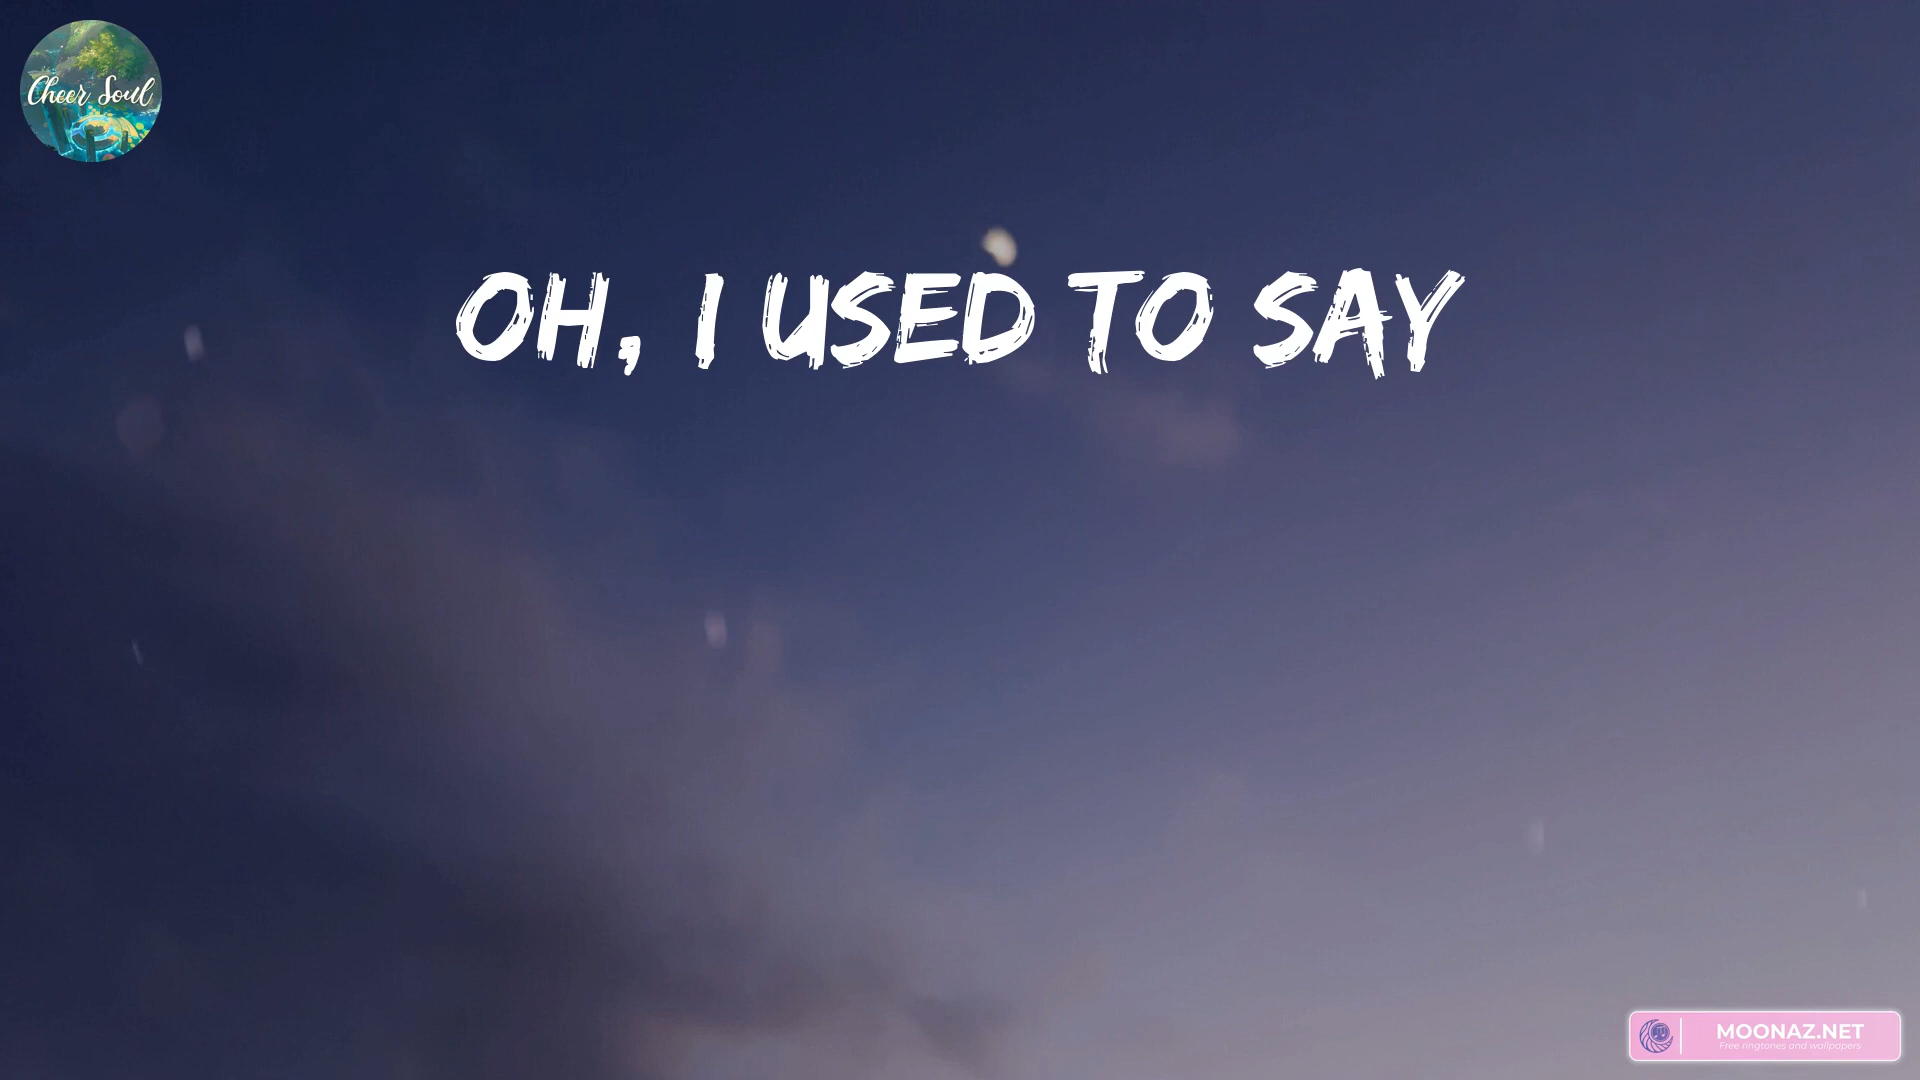 Cheer Soul
OH, I USED TO SAY
MOONAZ.NET
Free ringtones and wallpapers